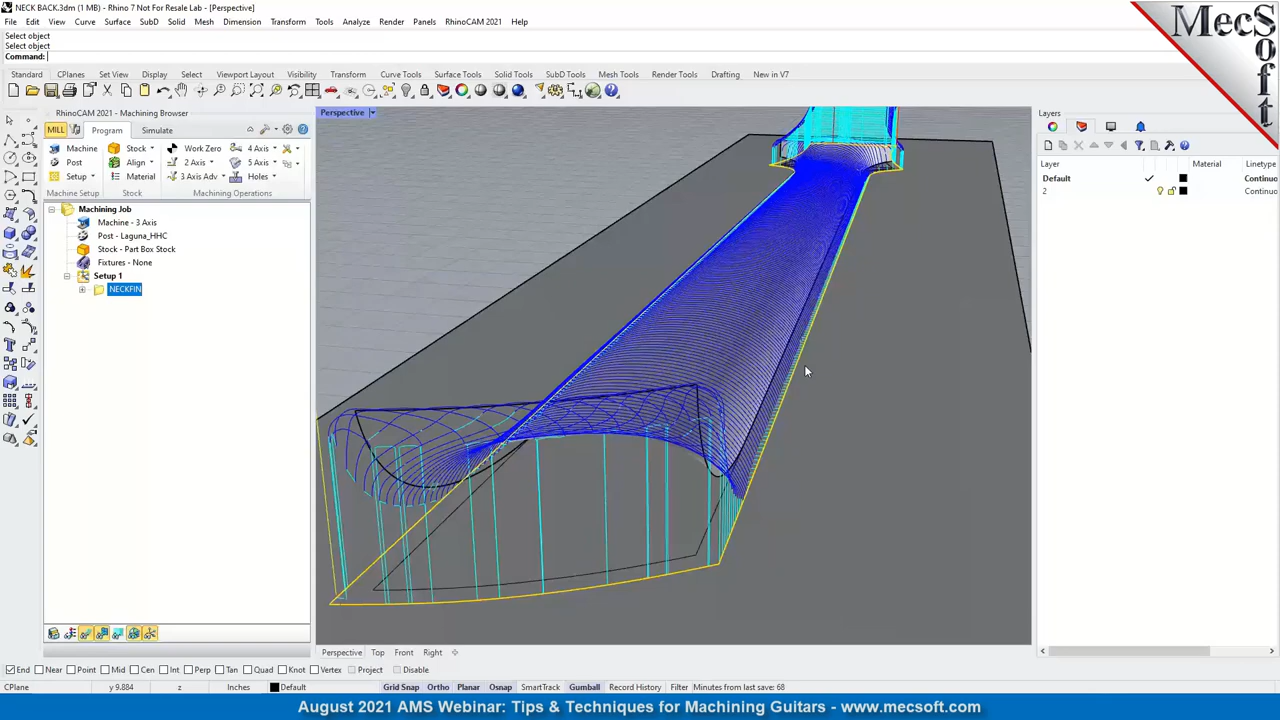 NECK BACK.3dm (1 MB) - Rhino 7 Not For Resale Lab - [Perspective]
File Edit View Curve Surface SubD Solid Mesh Dimension Transform Tools Analyze Render Panels RhinoCAM 2021 Help
Select object
Select object
Command:
Standard CPlanes Set View Display Select Viewport Layout Visibility Transform Curve Tools Surface Tools Solid Tools SubD Tools Mesh Tools Render Tools Drafting New in V7
RhinoCAM 2021 - Machining Browser
MILL Program Simulate
Machine Stock Work Zero 4 Axis
Post Align 2 Axis 5 Axis
Setup Material 3 Axis Adv Holes
Machine Setup Stock Machining Operations
Machining Job
Machine - 3 Axis
Post - Laguna_HHC
Stock - Part Box Stock
Fixtures - None
Setup 1
NECKFIN
Perspective
Layers
Layer Material Linetype
Default Continuo
2 Continuo
MecSoft
Perspective Top Front Right
End Near Point Mid Cen Int Perp Tan Quad Knot Vertex Project Disable
CPlane y 9.884 z Inches Default Grid Snap Ortho Planar Osnap SmartTrack Gumball Record History Filter Minutes from last save: 68
August 2021 AMS Webinar: Tips & Techniques for Machining Guitars - www.mecsoft.com